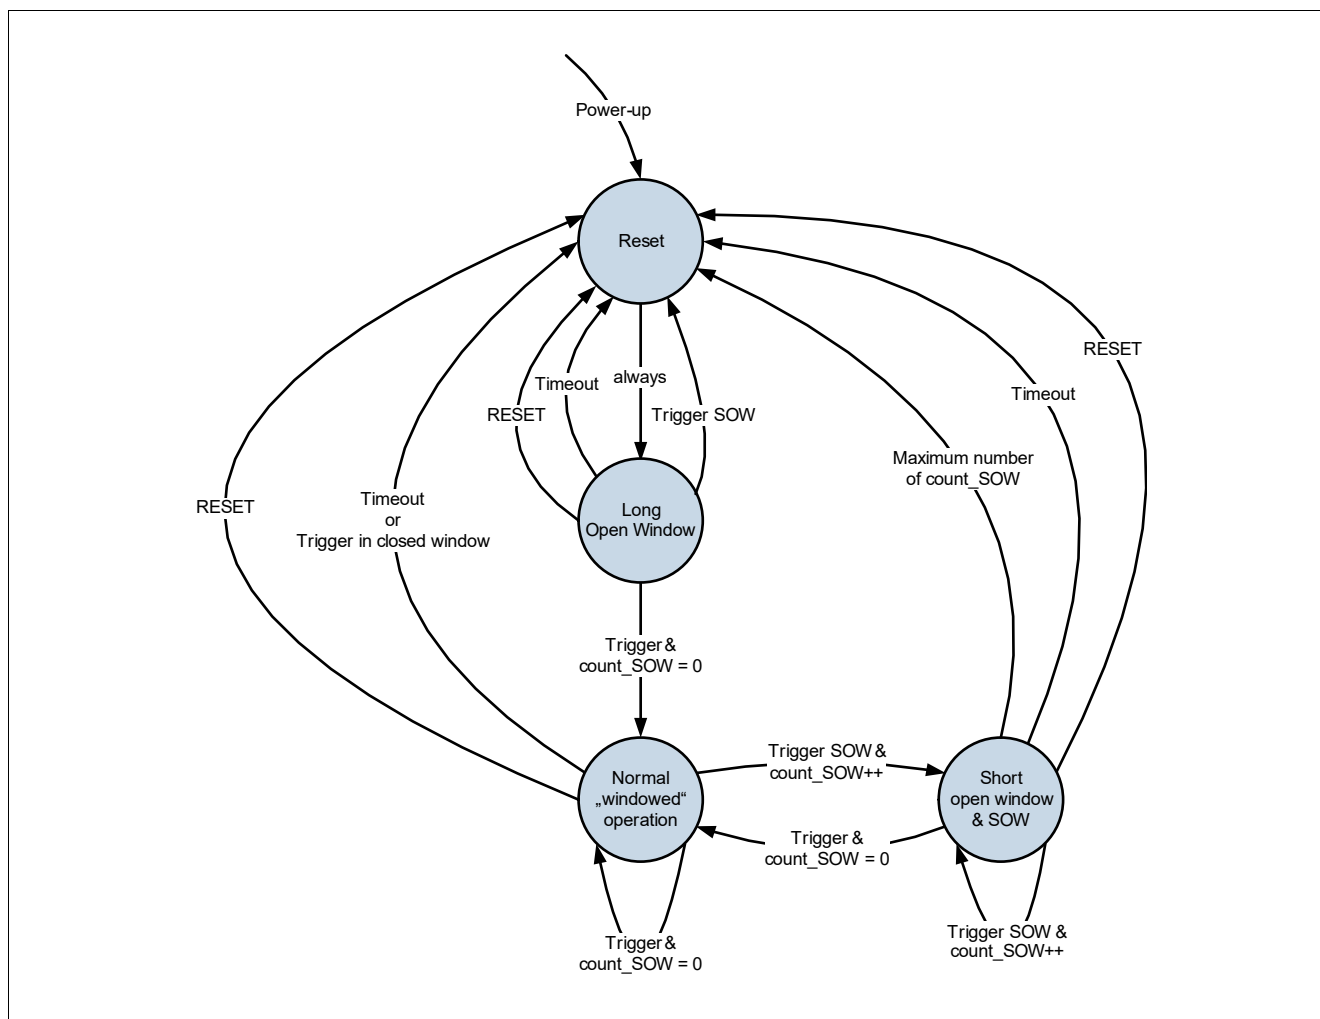 Power-up
Reset
RESET
Timeout
always
Trigger SOW
RESET
Timeout
Maximum number
of count_SOW
RESET
Timeout
or
Trigger in closed window
Long
Open Window
Trigger &
count_SOW = 0
Normal
„windowed“
operation
Trigger SOW &
count_SOW++
Short
open window
& SOW
Trigger &
count_SOW = 0
Trigger &
count_SOW = 0
Trigger SOW &
count_SOW++